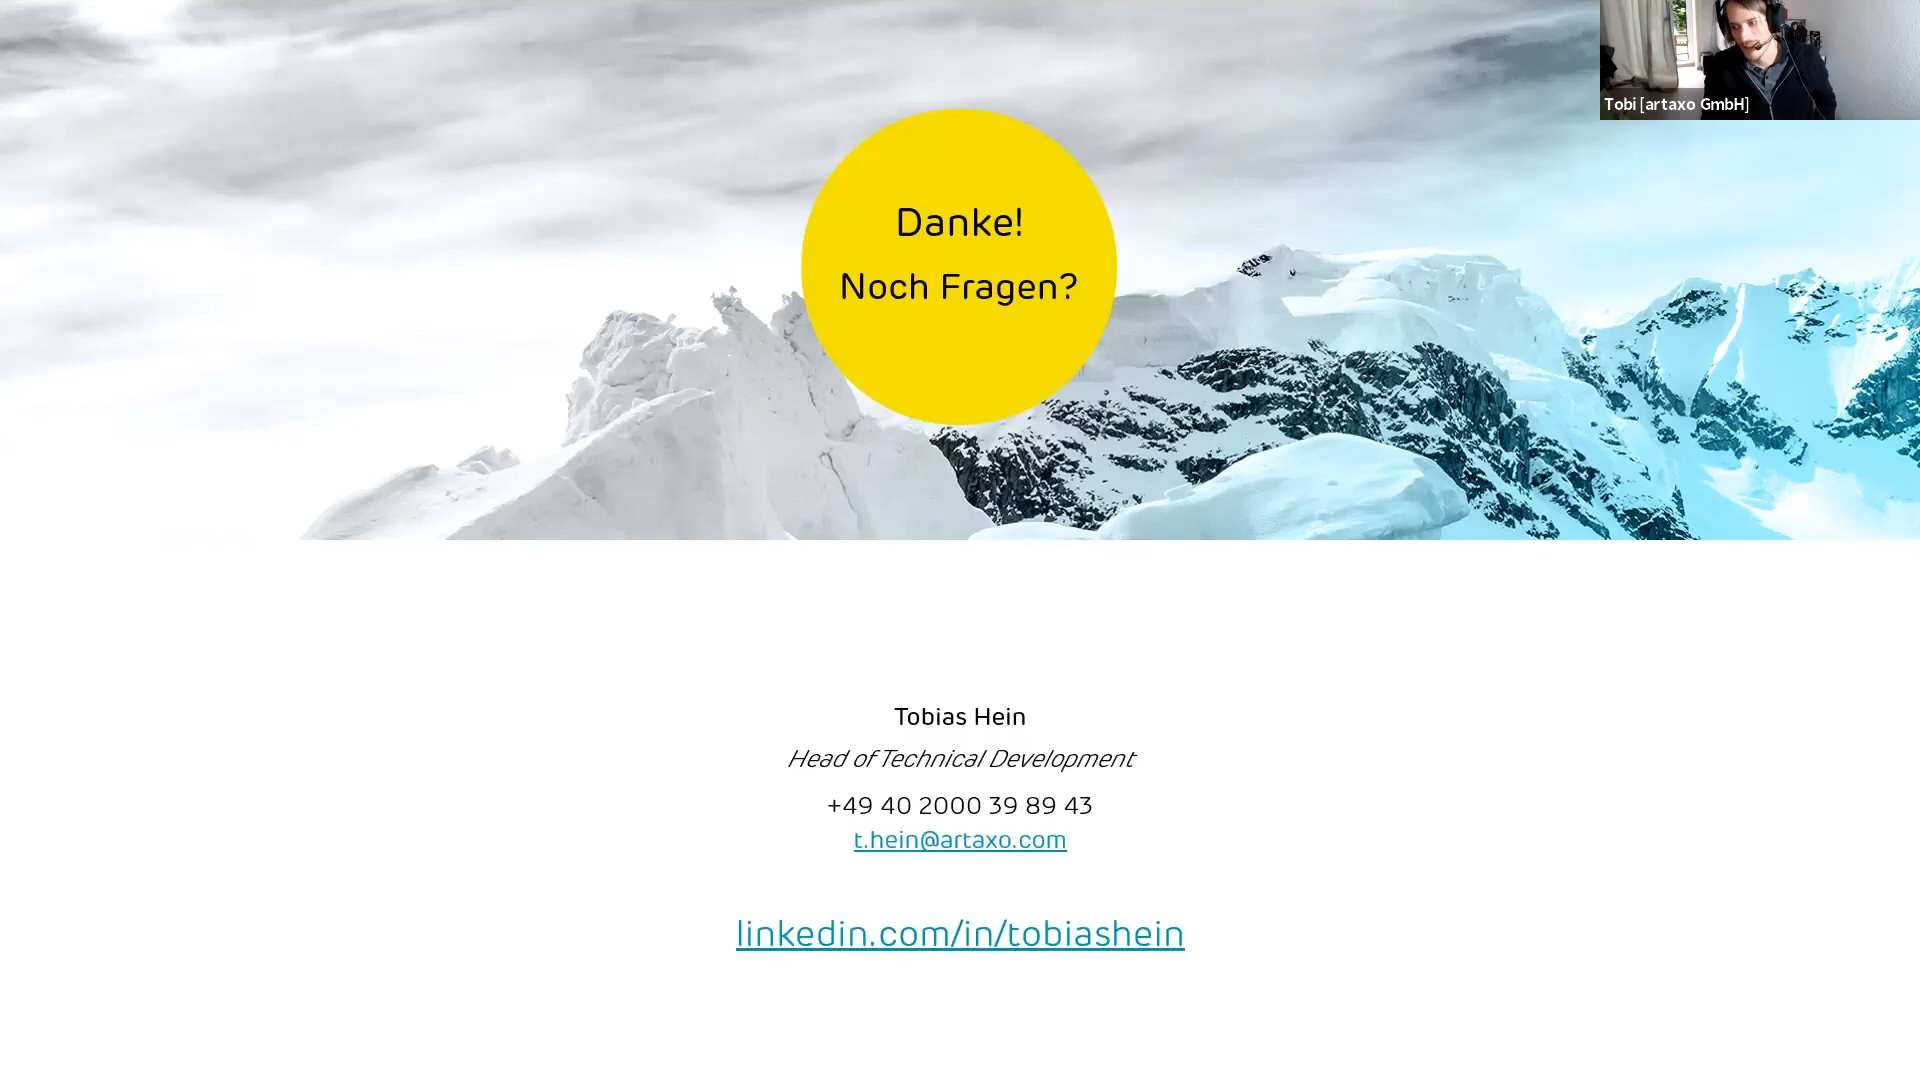 Tobi [artaxo GmbH]
Danke!
Noch Fragen?
Tobias Hein
Head of Technical Development
+49 40 2000 39 89 43
t.hein@artaxo.com
linkedin.com/in/tobiashein